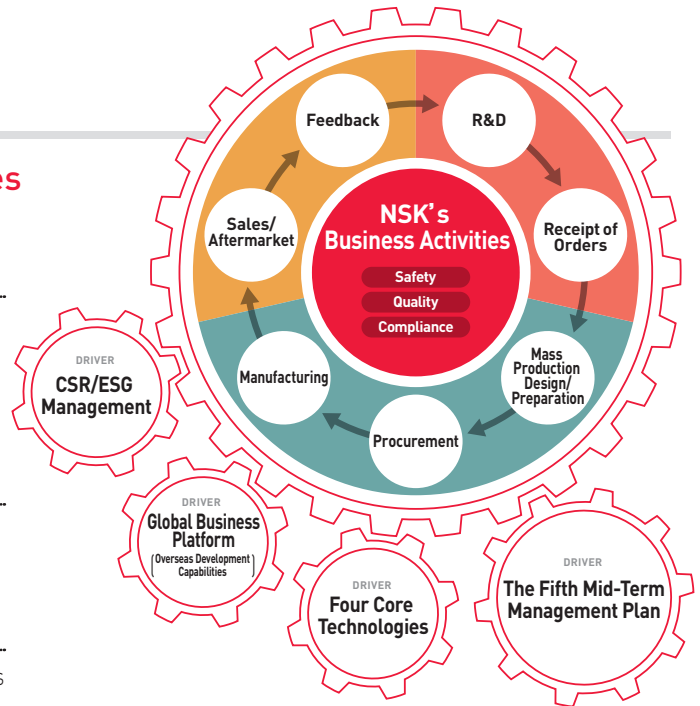 es
Feedback
R&D
NSK's
Business Activities
Safety
Quality
Compliance
Sales/
Aftermarket
Receipt of
Orders
Manufacturing
Mass
Production
Design/
Preparation
Procurement
DRIVER
CSR/ESG
Management
DRIVER
Global Business
Platform
(Overseas Development
Capabilities)
DRIVER
Four Core
Technologies
DRIVER
The Fifth Mid-Term
Management Plan
s